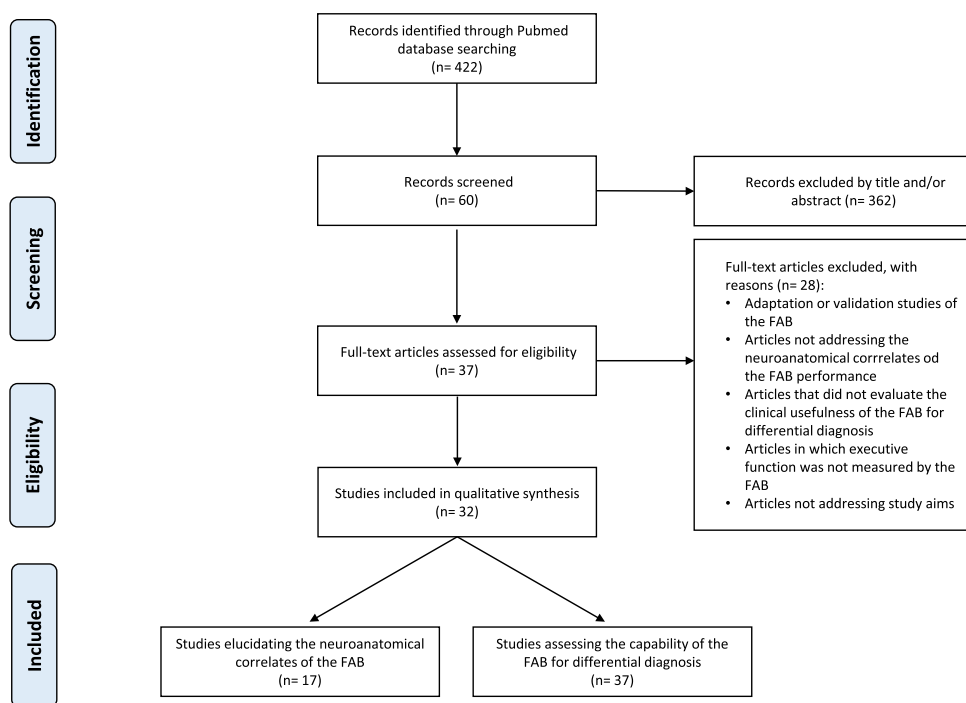 Identification
Records identified through Pubmed
database searching
(n= 422)
Screening
Records screened
(n= 60)
Records excluded by title and/or
abstract (n= 362)
Full-text articles assessed for eligibility
(n= 37)
Full-text articles excluded, with
reasons (n= 28):
• Adaptation or validation studies of
the FAB
• Articles not addressing the
neuroanatomical corrrelates od
the FAB performance
• Articles that did not evaluate the
clinical usefulness of the FAB for
differential diagnosis
• Articles in which executive
function was not measured by the
FAB
• Articles not addressing study aims
Eligibility
Studies included in qualitative synthesis
(n= 32)
Included
Studies elucidating the neuroanatomical
correlates of the FAB
(n= 17)
Studies assessing the capability of the
FAB for differential diagnosis
(n= 37)